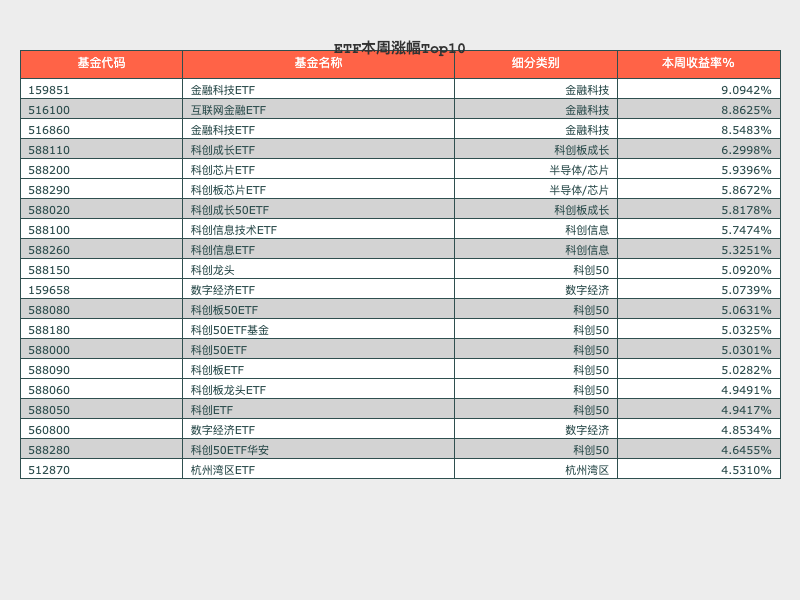 ETF本周涨幅Top10
基金代码 基金名称 细分类别 本周收益率%
159851 金融科技ETF 金融科技 9.0942%
516100 互联网金融ETF 金融科技 8.8625%
516860 金融科技ETF 金融科技 8.5483%
588110 科创成长ETF 科创板成长 6.2998%
588200 科创芯片ETF 半导体/芯片 5.9396%
588290 科创板芯片ETF 半导体/芯片 5.8672%
588020 科创成长50ETF 科创板成长 5.8178%
588100 科创信息技术ETF 科创信息 5.7474%
588260 科创信息ETF 科创信息 5.3251%
588150 科创龙头 科创50 5.0920%
159658 数字经济ETF 数字经济 5.0739%
588080 科创板50ETF 科创50 5.0631%
588180 科创50ETF基金 科创50 5.0325%
588000 科创50ETF 科创50 5.0301%
588090 科创板ETF 科创50 5.0282%
588060 科创板龙头ETF 科创50 4.9491%
588050 科创ETF 科创50 4.9417%
560800 数字经济ETF 数字经济 4.8534%
588280 科创50ETF华安 科创50 4.6455%
512870 杭州湾区ETF 杭州湾区 4.5310%